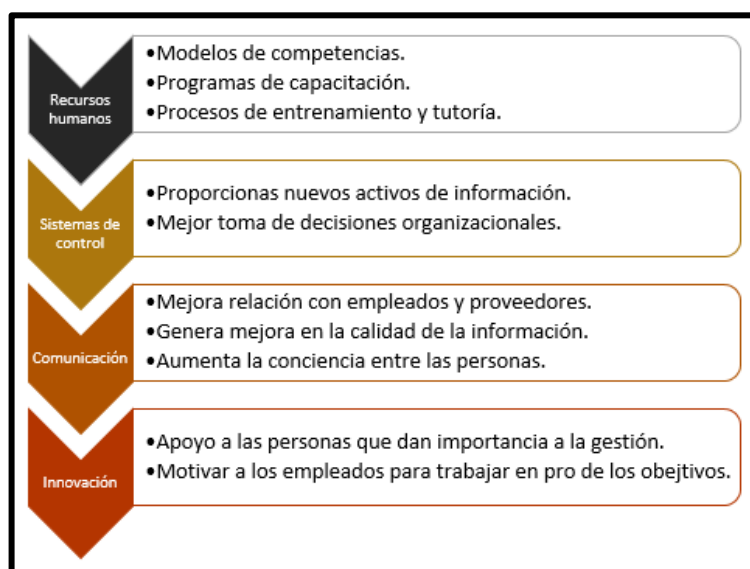 Recursos
humanos
•Modelos de competencias.
•Programas de capacitación.
•Procesos de entrenamiento y tutoría.
Sistemas de
control
•Proporcionas nuevos activos de información.
•Mejor toma de decisiones organizacionales.
Comunicación
•Mejora relación con empleados y proveedores.
•Genera mejora en la calidad de la información.
•Aumenta la conciencia entre las personas.
Innovación
•Apoyo a las personas que dan importancia a la gestión.
•Motivar a los empleados para trabajar en pro de los obejtivos.